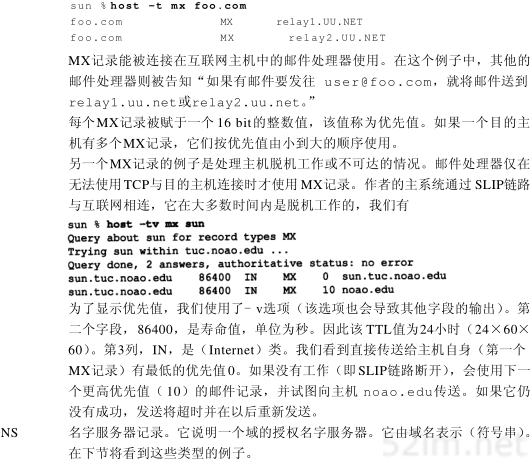 sun % host -t mx foo.com
foo.com MX relay1.UU.NET
foo.com MX relay2.UU.NET
MX记录能被连接在互联网主机中的邮件处理器使用。在这个例子中，其他的
邮件处理器则被告知“如果有邮件要发往 user@foo.com，就将邮件送到
relay1.uu.net或relay2.uu.net。”
每个MX记录被赋于一个16 bit的整数值，该值称为优先值。如果一个目的主
机有多个MX记录，它们按优先值由小到大的顺序使用。
另一个MX记录的例子是处理主机脱机工作或不可达的情况。邮件处理器仅在
无法使用TCP与目的主机连接时才使用MX记录。作者的主系统通过SLIP链路
与互联网相连，它在大多数时间内是脱机工作的，我们有
sun % host -tv mx sun
Query about sun for record types MX
Trying sun within tuc.noao.edu ...
Query done, 2 answers, authoritative status: no error
sun.tuc.noao.edu 86400 IN MX 0 sun.tuc.noao.edu
sun.tuc.noao.edu 86400 IN MX 10 noao.edu
为了显示优先值，我们使用了- v选项（该选项也会导致其他字段的输出）。第
二个字段，86400，是寿命值，单位为秒。因此该TTL值为24小时（24×60×
60）。第3列，IN，是（Internet）类。我们看到直接传送给主机自身（第一个
MX记录）有最低的优先值0。如果没有工作（即SLIP链路断开），会使用下一
个更高优先值（10）的邮件记录，并试图向主机 noao.edu传送。如果它仍
没有成功，发送将超时并在以后重新发送。
NS 名字服务器记录。它说明一个域的授权名字服务器。它由域名表示（符号串）。
在下节将看到这些类型的例子。
52im.net